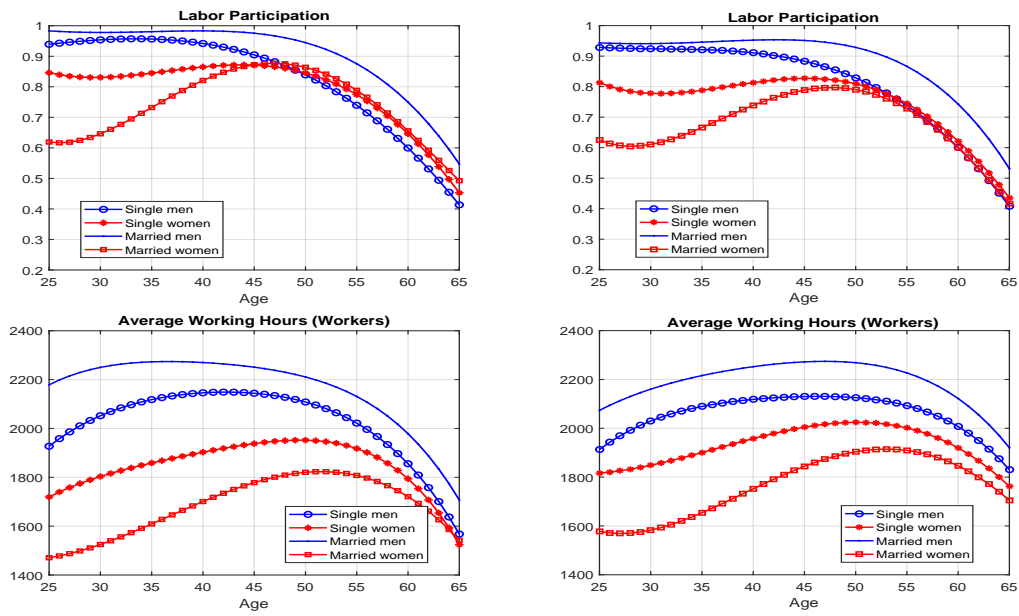 Labor Participation
1
0.9
0.8
0.7
0.6
0.5
0.4
0.3
0.2
Single men
Single women
Married men
Married women
25 30 35 40 45 50 55 60 65
Age
Labor Participation
1
0.9
0.8
0.7
0.6
0.5
0.4
0.3
0.2
Single men
Single women
Married men
Married women
25 30 35 40 45 50 55 60 65
Age
Average Working Hours (Workers)
2400
2200
2000
1800
1600
1400
Single men
Single women
Married men
Married women
25 30 35 40 45 50 55 60 65
Age
Average Working Hours (Workers)
2400
2200
2000
1800
1600
1400
Single men
Single women
Married men
Married women
25 30 35 40 45 50 55 60 65
Age